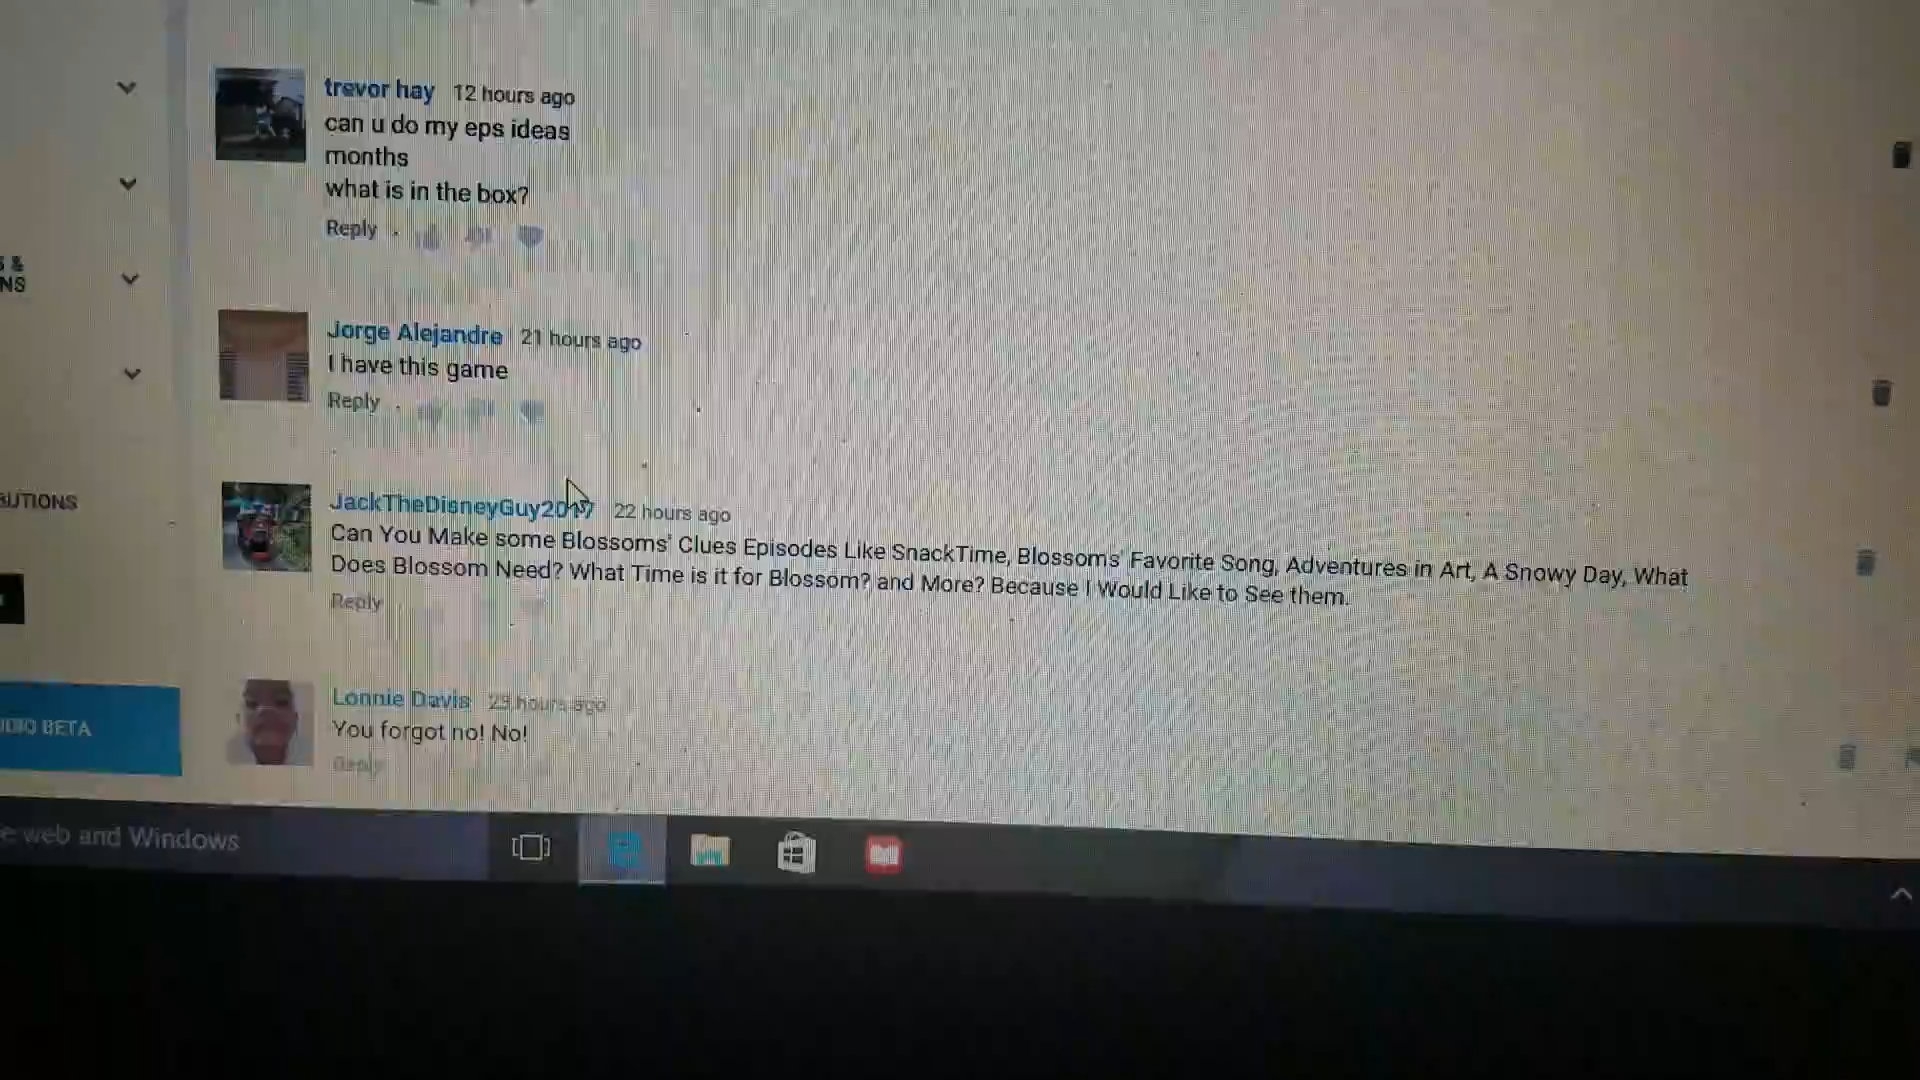 trevor hay 12 hours ago
can u do my eps ideas
months
what is in the box?
Reply
S &
NS
Jorge Alejandre 21 hours ago
I have this game
Reply
BUTIONS
JackTheDisneyGuy2017 22 hours ago
Can You Make some Blossoms' Clues Episodes Like SnackTime, Blossoms' Favorite Song, Adventures in Art, A Snowy Day, What
Does Blossom Need? What Time is it for Blossom? and More? Because I Would Like to See them.
Reply
Lonnie Davis 23 hours ago
UDIO BETA
You forgot no! No!
Reply
e web and Windows